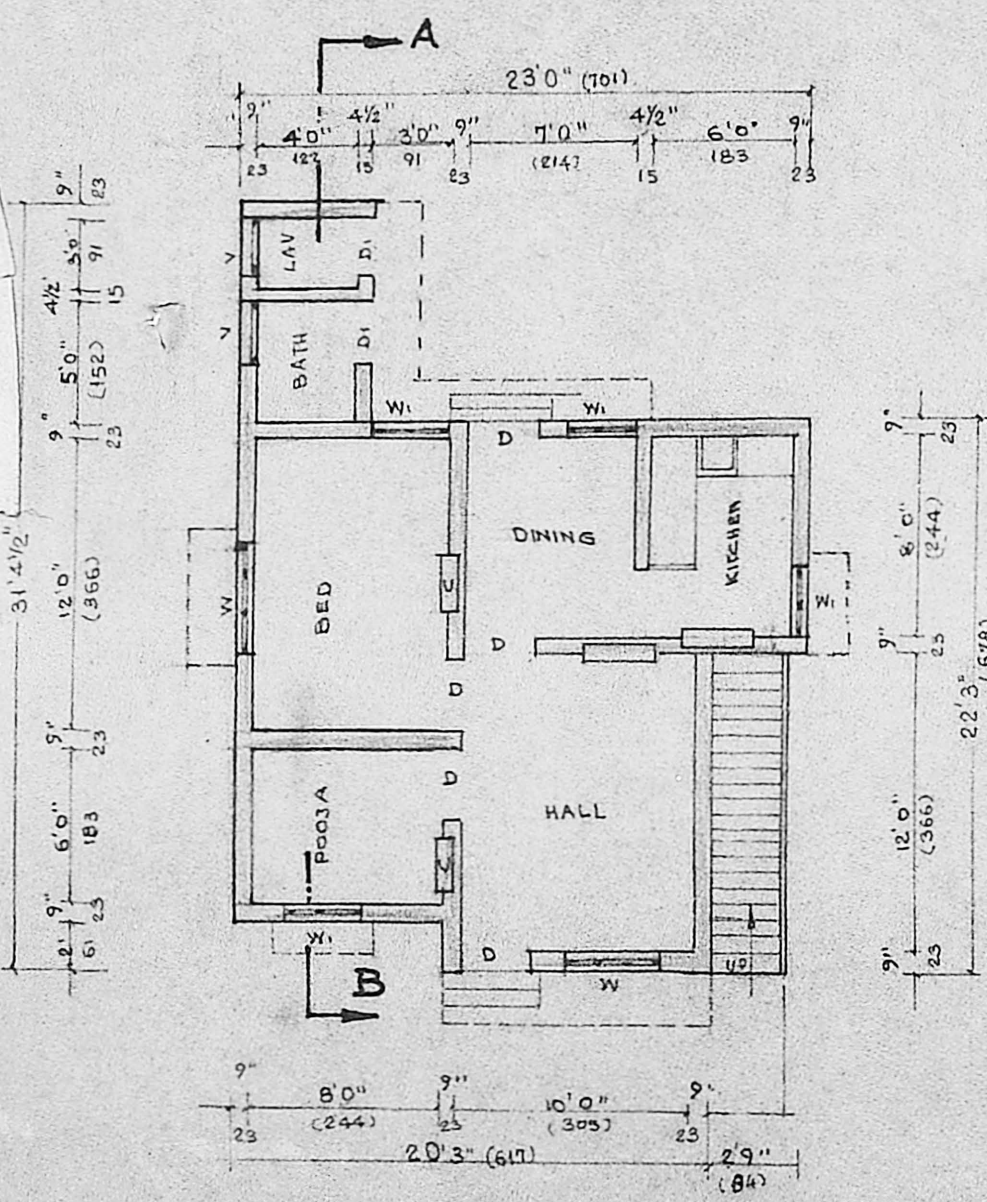 A
23'0" (701)
9" 4'0" 4½" 3'0" 9" 7'0" 4½" 6'0" 9"
23 122 15 91 23 (214) 15 183 23
9" 23
3'0" 91
4½' 15
5'0" (152)
9" 23
12'0" (366)
9" 23
6'0" 183
9" 23
2' 61
31'4½"
V LAV D1
V BATH D1
W1 D W1
BED
W
C
DINING
KITCHEN
W1
D
D
D
HALL
POOJA
C
W1
D
W
UP
B
9" 23
8'0" (244)
9" 23
12'0" (366)
9" 23
22'3" (678)
9" 8'0" 9" 10'0" 9"
23 (244) 23 (305) 23
20'3" (617) 2'9"
(84)